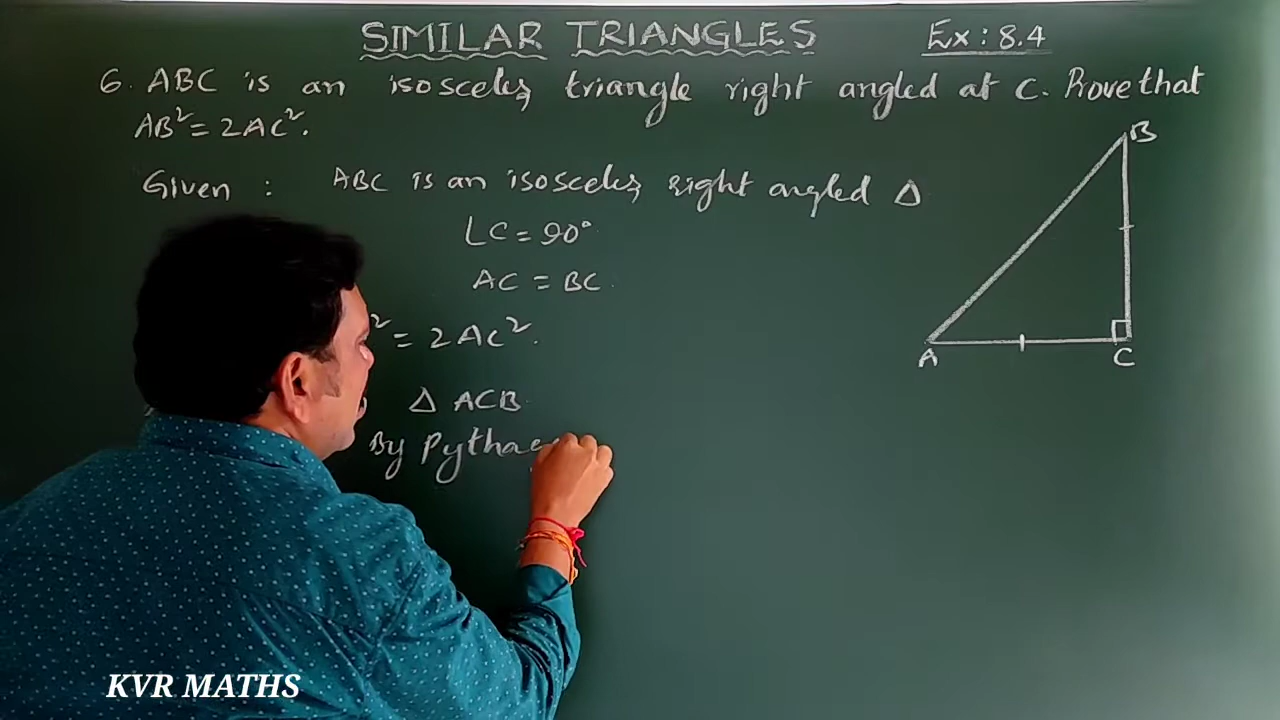 SIMILAR TRIANGLES Ex: 8.4
6. ABC is an isosceles triangle right angled at C. Prove that
AB² = 2AC².
Given : ABC is an isosceles right angled Δ
∟C = 90°
AC = BC.
² = 2AC².
Δ ACB.
By Pythag
B
A
C
KVR MATHS